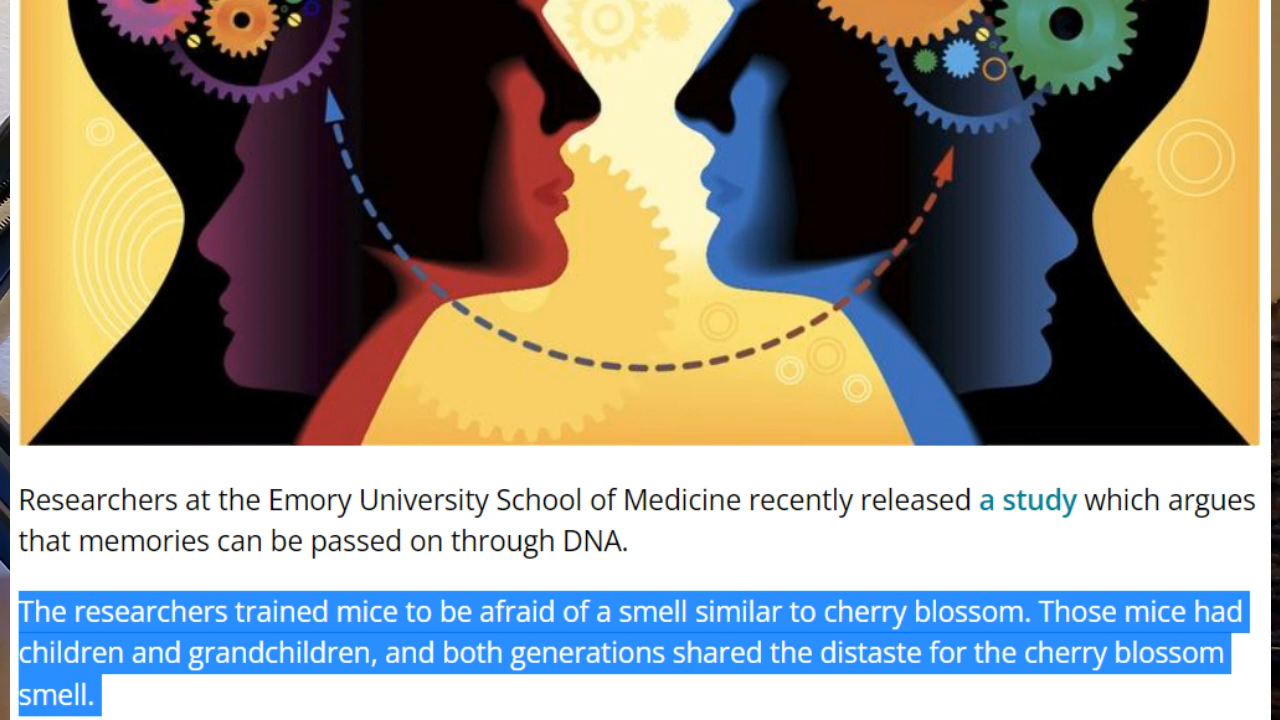 Researchers at the Emory University School of Medicine recently released a study which argues
that memories can be passed on through DNA.
The researchers trained mice to be afraid of a smell similar to cherry blossom. Those mice had
children and grandchildren, and both generations shared the distaste for the cherry blossom
smell.